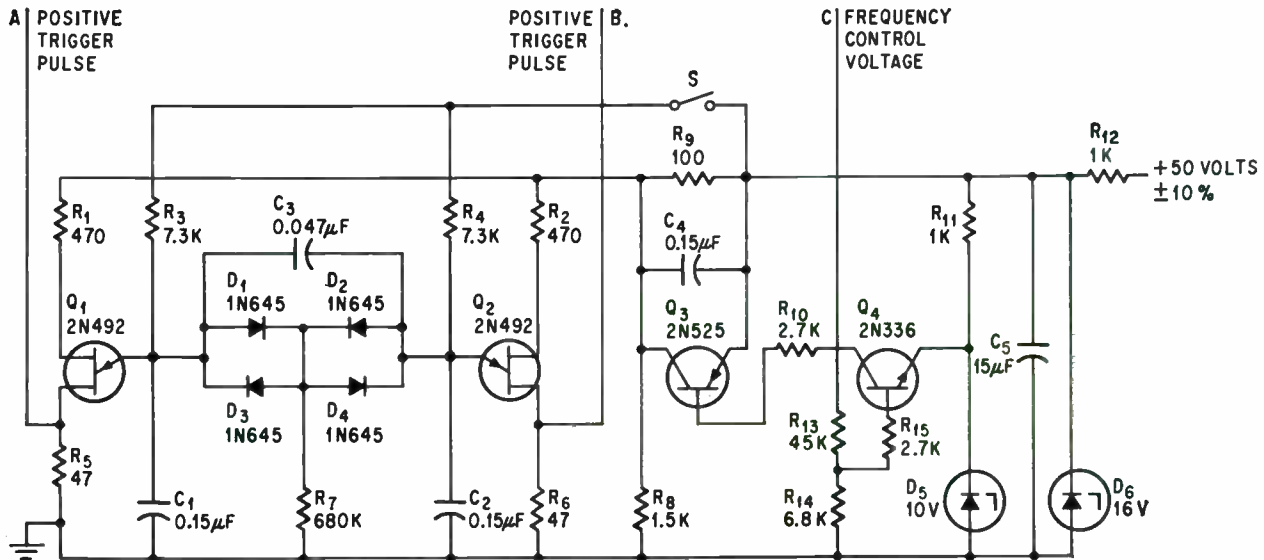 A POSITIVE
TRIGGER
PULSE
POSITIVE B.
TRIGGER
PULSE
C FREQUENCY
CONTROL
VOLTAGE
S
R9
100
R12
1K
+50 VOLTS
±10%
R1
470
R3
7.3K
C3
0.047µF
R4
7.3K
R2
470
C4
0.15µF
R11
1K
D1
1N645
D2
1N645
Q1
2N492
Q2
2N492
Q3
2N525
R10
2.7K
Q4
2N336
C5
15µF
D3
1N645
D4
1N645
R13
45K
R15
2.7K
R5
47
C1
0.15µF
R7
680K
C2
0.15µF
R6
47
R8
1.5K
R14
6.8K
D5
10V
D6
16V